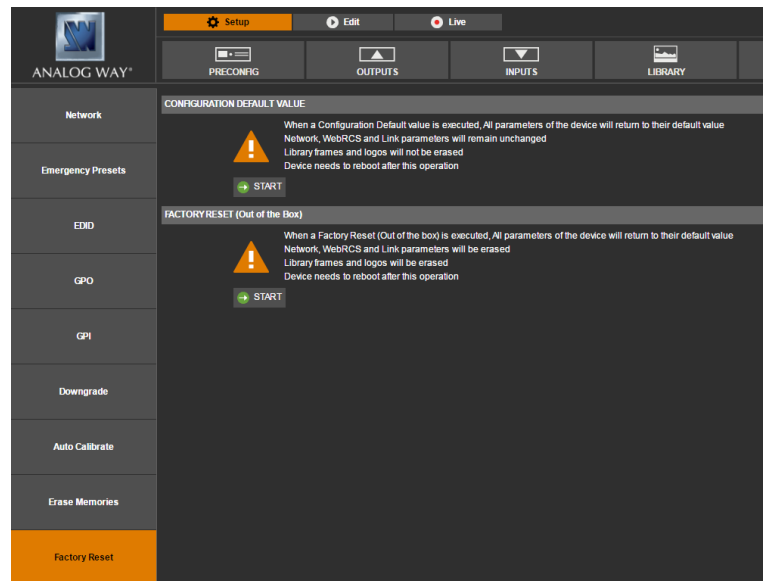 Setup
Edit
Live
ANALOG WAY®
PRECONFIG
OUTPUTS
INPUTS
LIBRARY
Network
Emergency Presets
EDID
GPO
GPI
Downgrade
Auto Calibrate
Erase Memories
Factory Reset
CONFIGURATION DEFAULT VALUE
When a Configuration Default value is executed, All parameters of the device will return to their default value
Network, WebRCS and Link parameters will remain unchanged
Library frames and logos will not be erased
Device needs to reboot after this operation
START
FACTORY RESET (Out of the Box)
When a Factory Reset (Out of the box) is executed, All parameters of the device will return to their default value
Network, WebRCS and Link parameters will be erased
Library frames and logos will be erased
Device needs to reboot after this operation
START